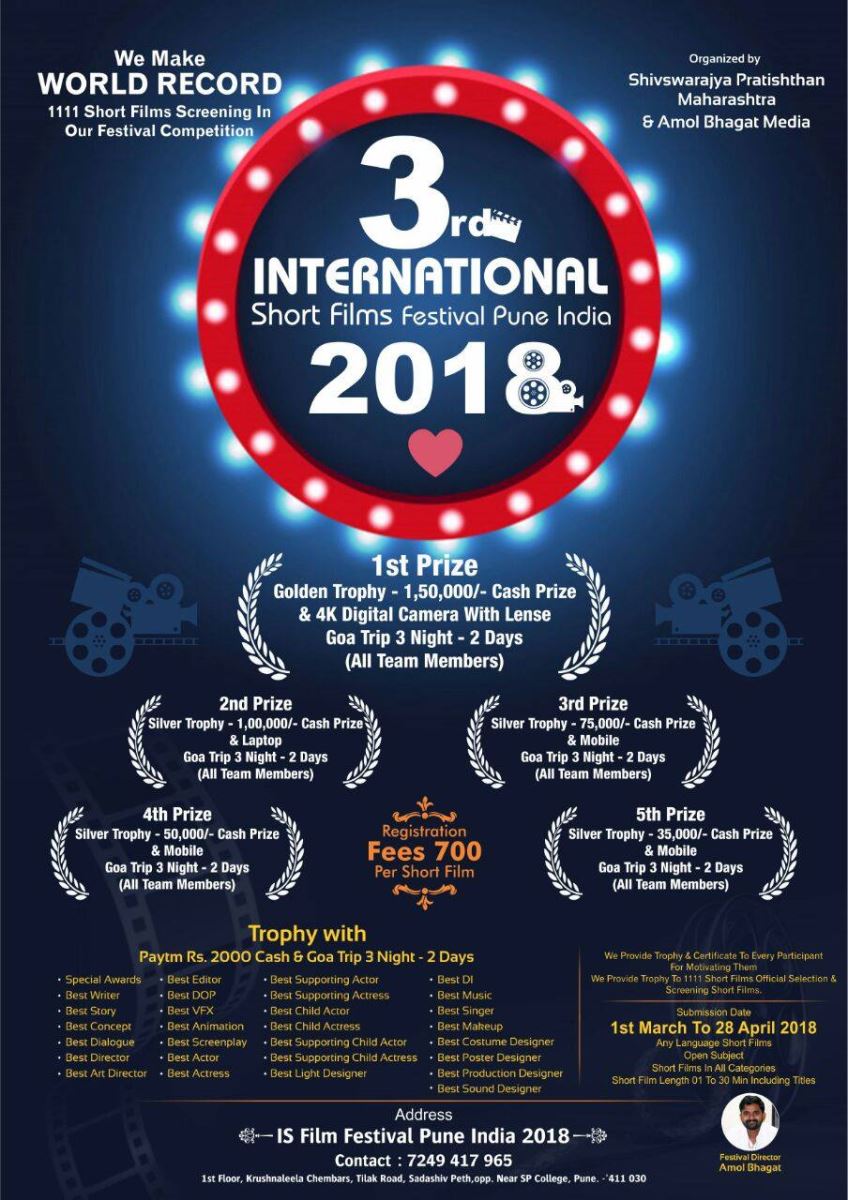 We Make
WORLD RECORD
1111 Short Films Screening In
Our Festival Competition
Organized by
Shivswarajya Pratishthan
Maharashtra
& Amol Bhagat Media
3rd
INTERNATIONAL
Short Films Festival Pune India
2018
1st Prize
Golden Trophy - 1,50,000/- Cash Prize
& 4K Digital Camera With Lense
Goa Trip 3 Night - 2 Days
(All Team Members)
2nd Prize
Silver Trophy - 1,00,000/- Cash Prize
& Laptop
Goa Trip 3 Night - 2 Days
(All Team Members)
3rd Prize
Silver Trophy - 75,000/- Cash Prize
& Mobile
Goa Trip 3 Night - 2 Days
(All Team Members)
4th Prize
Silver Trophy - 50,000/- Cash Prize
& Mobile
Goa Trip 3 Night - 2 Days
(All Team Members)
Registration
Fees 700
Per Short Film
5th Prize
Silver Trophy - 35,000/- Cash Prize
& Mobile
Goa Trip 3 Night - 2 Days
(All Team Members)
Trophy with
Paytm Rs. 2000 Cash & Goa Trip 3 Night - 2 Days
• Special Awards
• Best Writer
• Best Story
• Best Concept
• Best Dialogue
• Best Director
• Best Art Director
• Best Editor
• Best DOP
• Best VFX
• Best Animation
• Best Screenplay
• Best Actor
• Best Actress
• Best Supporting Actor
• Best Supporting Actress
• Best Child Actor
• Best Child Actress
• Best Supporting Child Actor
• Best Supporting Child Actress
• Best Light Designer
• Best DI
• Best Music
• Best Singer
• Best Makeup
• Best Costume Designer
• Best Poster Designer
• Best Production Designer
• Best Sound Designer
We Provide Trophy & Certificate To Every Participant
For Motivating Them
We Provide Trophy To 1111 Short Films Official Selection &
Screening Short Films.
Submission Date
1st March To 28 April 2018
Any Language Short Films
Open Subject
Short Films In All Categories
Short Film Length 01 To 30 Min Including Titles
Address
IS Film Festival Pune India 2018
Contact : 7249 417 965
1st Floor, Krushnaleela Chembars, Tilak Road, Sadashiv Peth,opp. Near SP College, Pune. -'411 030
Festival Director
Amol Bhagat